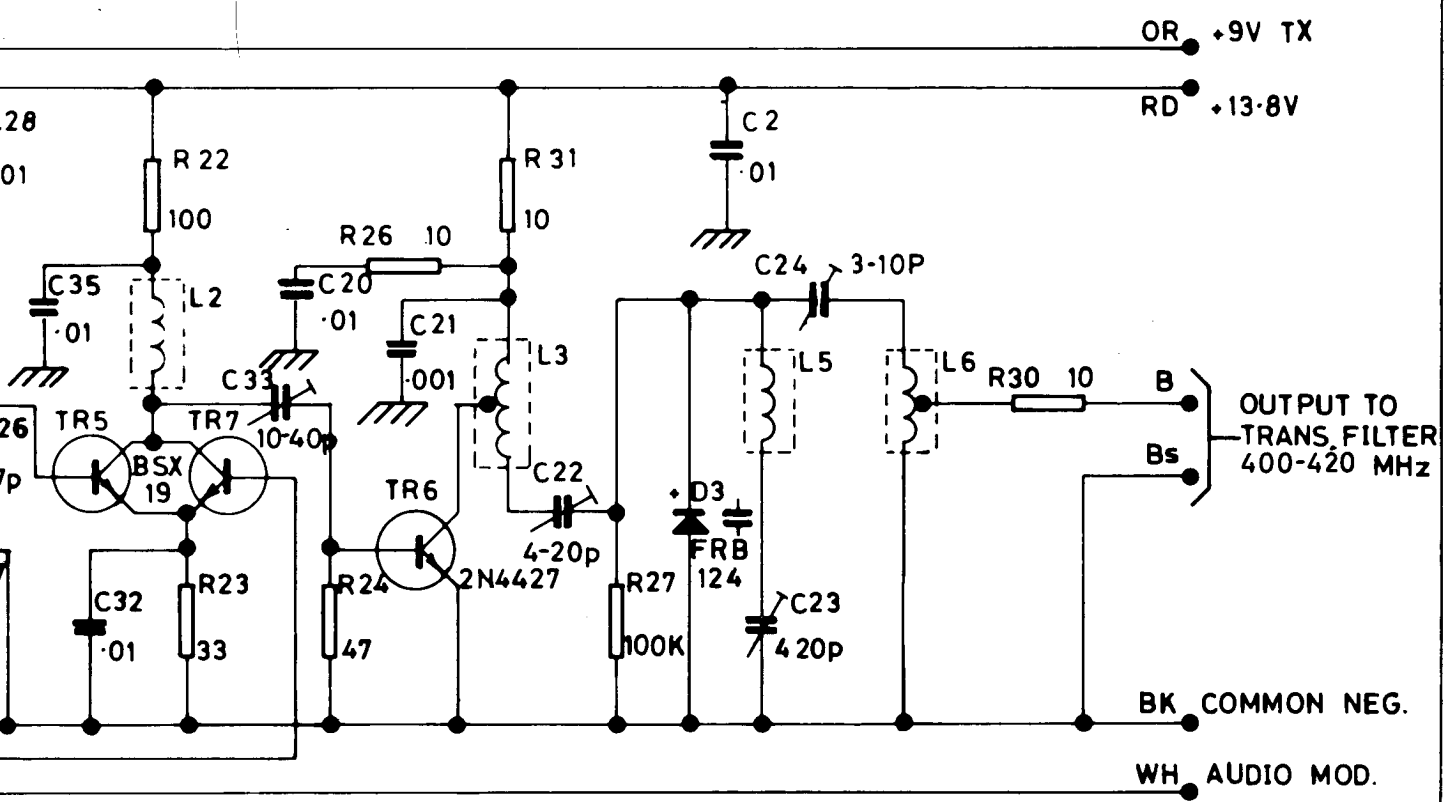 OR +9V TX
RD +13·8V
28
01
R 22
100
R 31
10
C 2
·01
R26 10
C24 3-10P
C35
·01
L2
C20
·01
C21
·001
L3
L5
L6
R30 10
B
Bs
OUTPUT TO
TRANS. FILTER
400-420 MHz
C33
10-40p
26
7p
TR5
TR7
BSX
19
TR6
2N4427
C22
4-20p
+ D3
FRB
124
R27
100K
C23
4 20p
C32
·01
R23
33
R24
47
BK COMMON NEG.
WH AUDIO MOD.